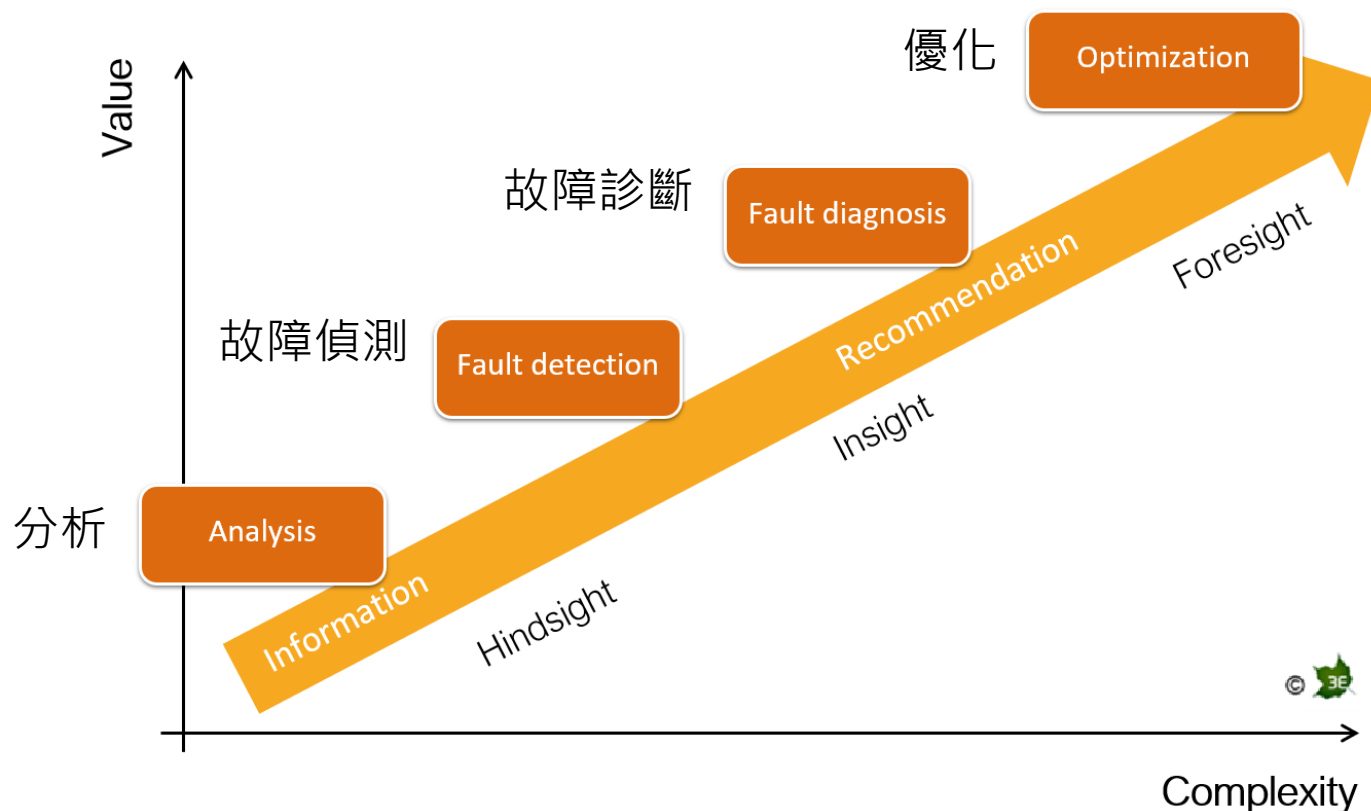 Value
優化
Optimization
故障診斷
Fault diagnosis
故障偵測
Fault detection
分析
Analysis
Information
Recommendation
Hindsight
Insight
Foresight
© 3E
Complexity